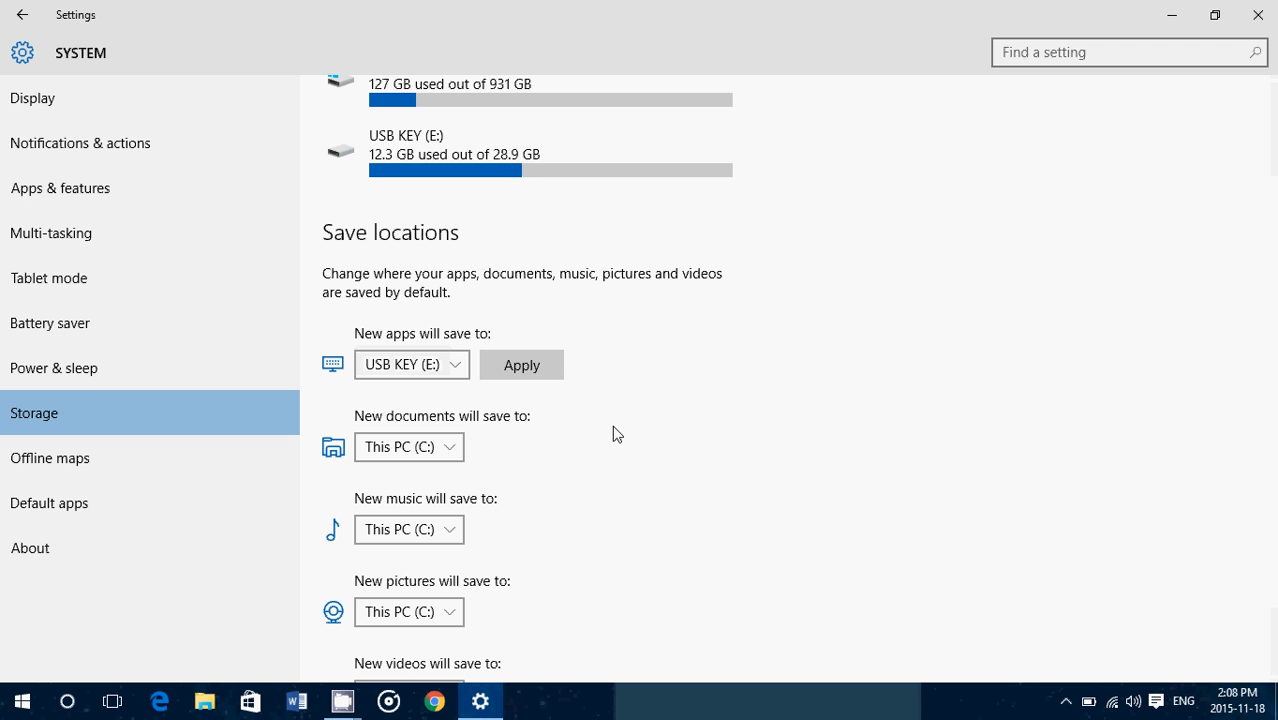 Settings
SYSTEM
Find a setting
Display
Notifications & actions
Apps & features
Multi-tasking
Tablet mode
Battery saver
Power & sleep
Storage
Offline maps
Default apps
About
127 GB used out of 931 GB
USB KEY (E:)
12.3 GB used out of 28.9 GB
Save locations
Change where your apps, documents, music, pictures and videos
are saved by default.
New apps will save to:
USB KEY (E:)
Apply
New documents will save to:
This PC (C:)
New music will save to:
This PC (C:)
New pictures will save to:
This PC (C:)
New videos will save to:
ENG
2:08 PM
2015-11-18